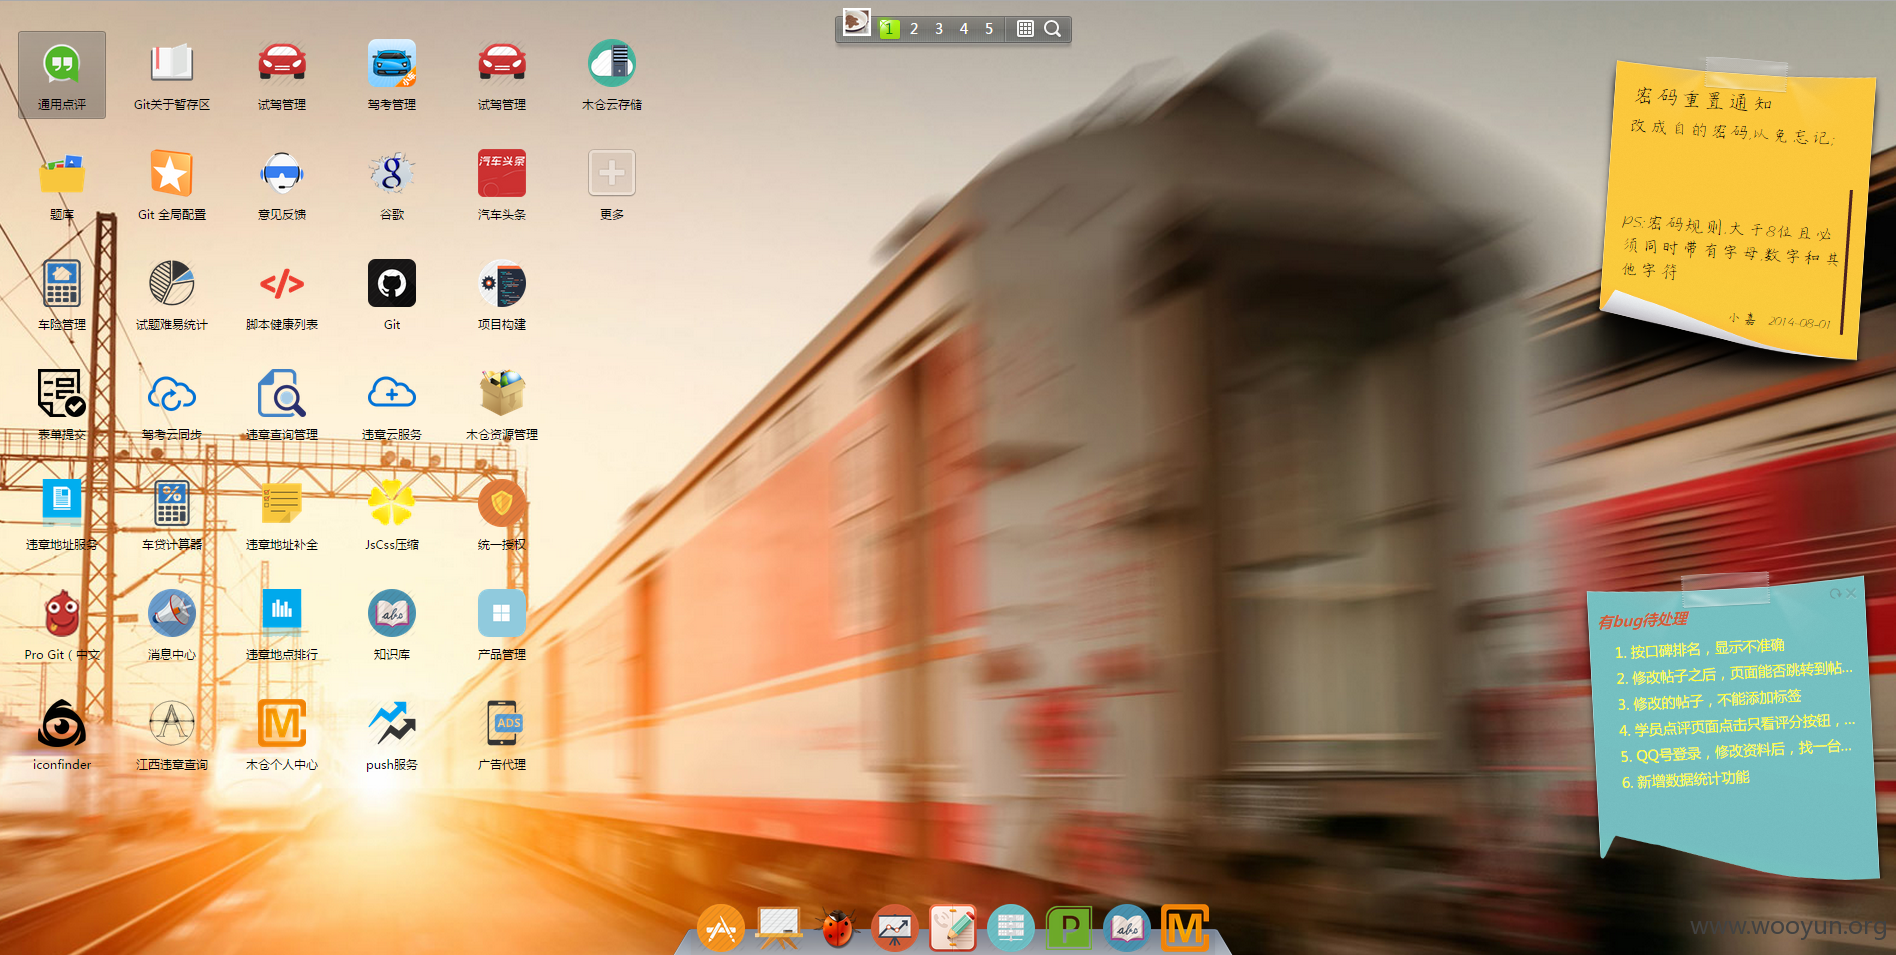 1 2 3 4 5
通用点评
Git关于暂存区
试驾管理
驾考管理
试驾管理
木仓云存储
题库
Git 全局配置
意见反馈
谷歌
汽车头条
汽车头条
更多
车险管理
试题难易统计
脚本健康列表
Git
项目构建
表单提交
驾考云同步
违章查询管理
违章云服务
木仓资源管理
违章地址服务
车贷计算器
违章地址补全
JsCss压缩
统一授权
Pro Git ( 中文
消息中心
违章地点排行
知识库
产品管理
iconfinder
江西违章查询
木仓个人中心
push服务
ADS
广告代理
密码重置通知
改成自的密码,以免忘记;
PS:密码规则,大于8位且必
须同时带有字母,数字和其
他字符
小嘉 2014-08-01
有bug待处理
1. 按口碑排名，显示不准确
2. 修改帖子之后，页面能否跳转到帖...
3. 修改的帖子，不能添加标签
4. 学员点评页面点击只看评分按钮，...
5. QQ号登录，修改资料后，找一台...
6. 新增数据统计功能
www.wooyun.org